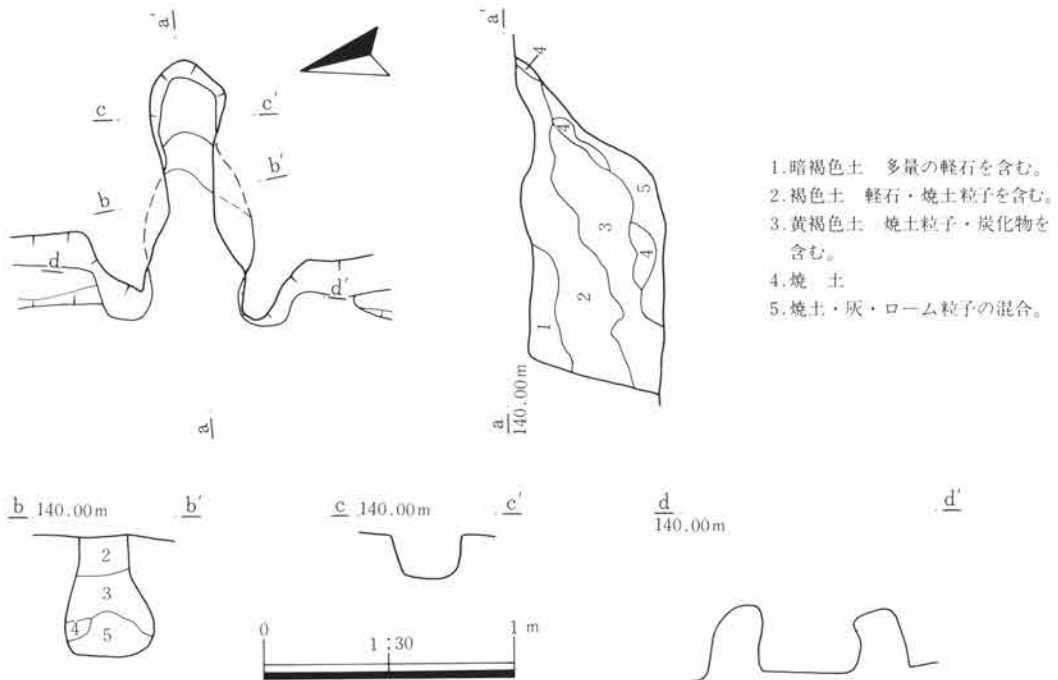 a'
c
c'
b
b'
d
d'
a
a'
4
4
5
3
4
2
1
a
140.00m
1.暗褐色土 多量の軽石を含む。
2.褐色土 軽石・焼土粒子を含む。
3.黄褐色土 焼土粒子・炭化物を
含む。
4.焼 土
5.焼土・灰・ローム粒子の混合。
b 140.00m b'
2
3
4
5
c 140.00m c'
d d'
140.00m
0 1:30 1 m